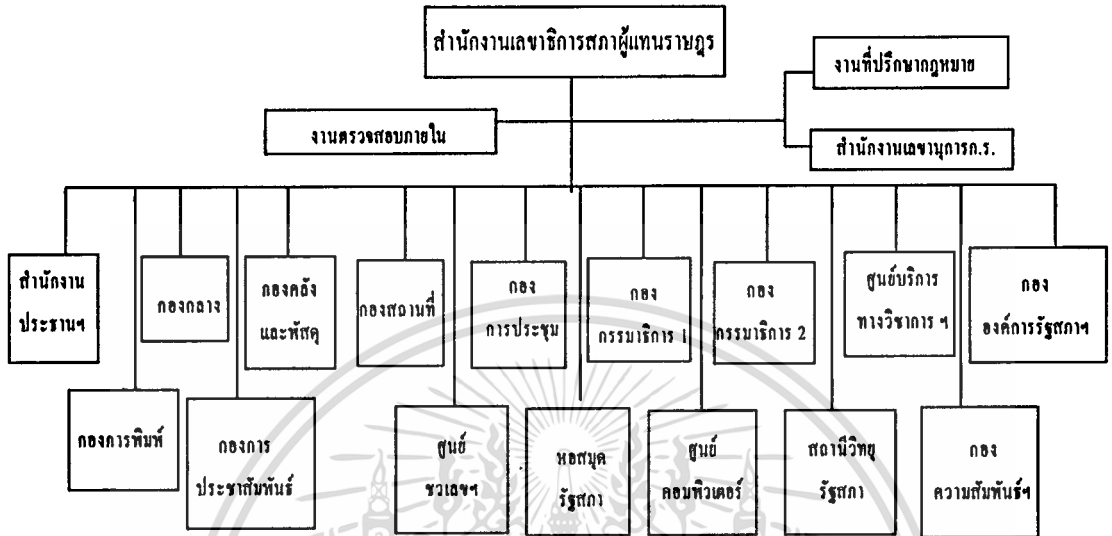 สำนักงานเลขาธิการสภาผู้แทนราษฎร
งานที่ปรึกษากฎหมาย
งานตรวจสอบภายใน
สำนักงานเลขานุการก.ร.
สำนักงาน
ประธานฯ
กองกลาง
กองคลัง
และพัสดุ
กองสถานที่
กอง
การประชุม
กอง
กรรมาธิการ 1
กอง
กรรมาธิการ 2
ศูนย์บริการ
ทางวิชาการ ฯ
กอง
องค์การรัฐสภาฯ
กองการพิมพ์
กองการ
ประชาสัมพันธ์
ศูนย์
ชวเลขฯ
หอสมุด
รัฐสภา
ศูนย์
คอมพิวเตอร์
สถานีวิทยุ
รัฐสภา
กอง
ความสัมพันธ์ฯ